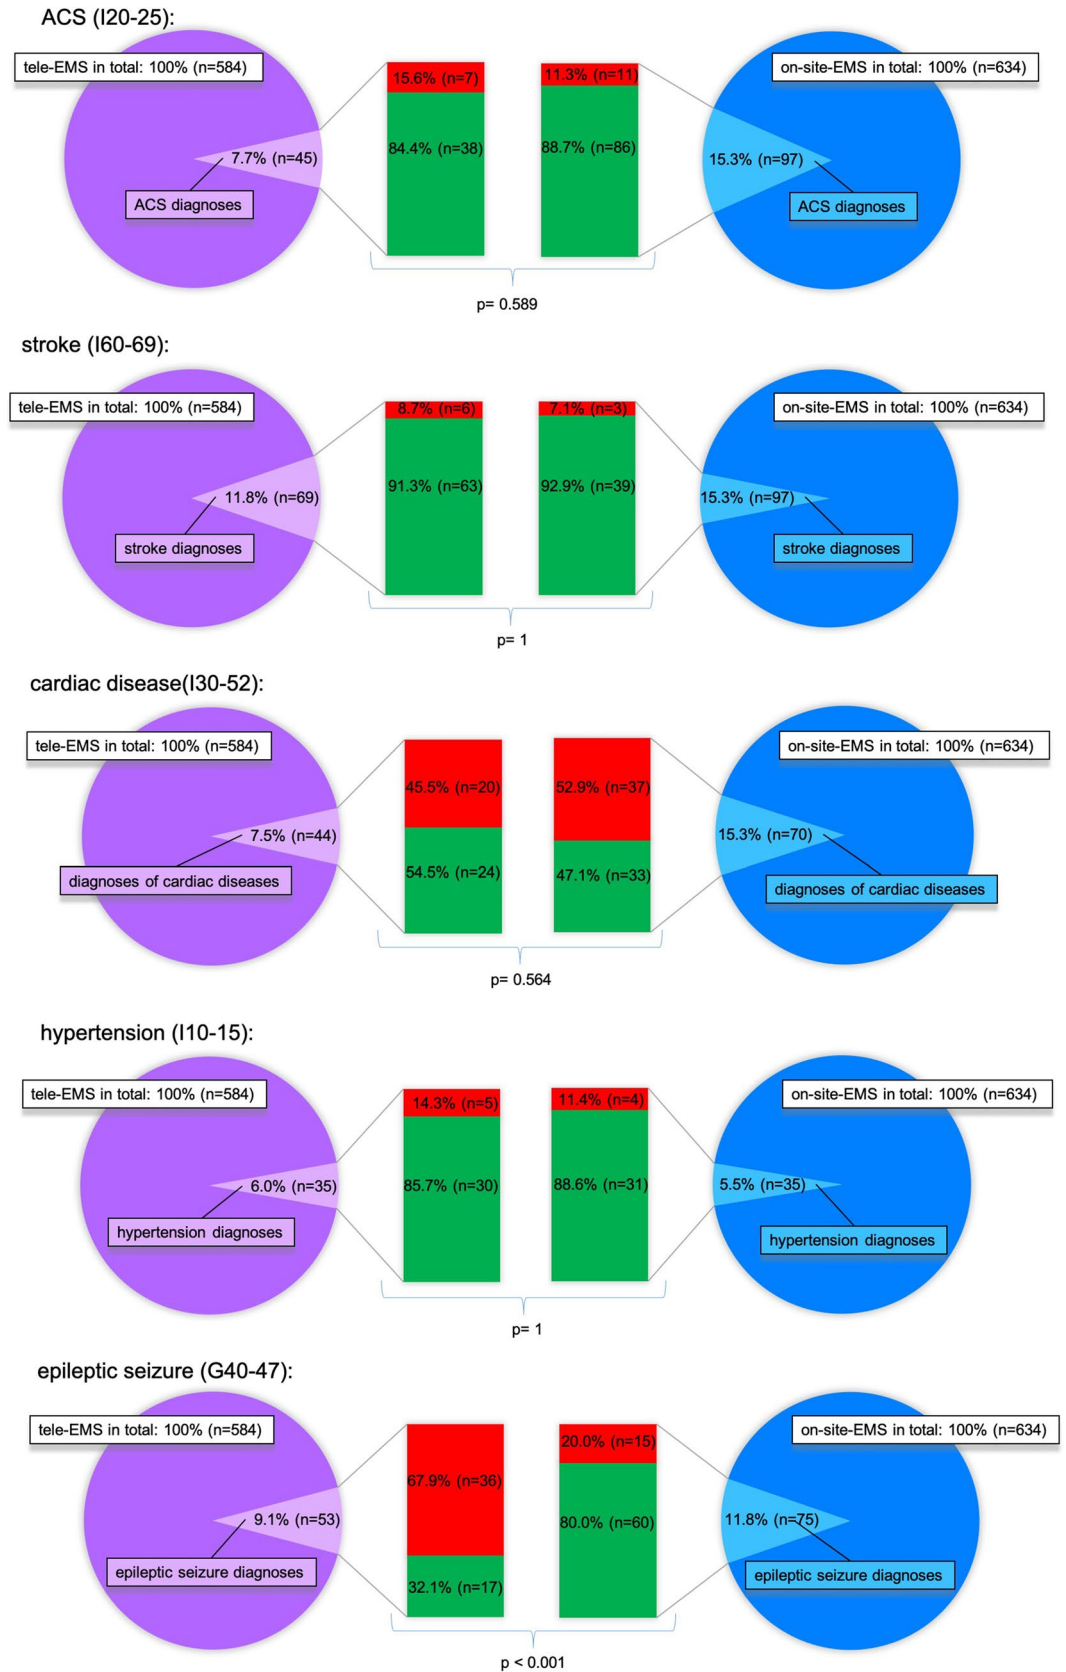 ACS (I20-25):
tele-EMS in total: 100% (n=584)
on-site-EMS in total: 100% (n=634)
15.6% (n=7)
11.3% (n=11)
84.4% (n=38)
88.7% (n=86)
7.7% (n=45)
15.3% (n=97)
ACS diagnoses
ACS diagnoses
p= 0.589
stroke (I60-69):
tele-EMS in total: 100% (n=584)
on-site-EMS in total: 100% (n=634)
8.7% (n=6)
7.1% (n=3)
91.3% (n=63)
92.9% (n=39)
11.8% (n=69)
15.3% (n=97)
stroke diagnoses
stroke diagnoses
p= 1
cardiac disease(I30-52):
tele-EMS in total: 100% (n=584)
on-site-EMS in total: 100% (n=634)
45.5% (n=20)
52.9% (n=37)
7.5% (n=44)
15.3% (n=70)
54.5% (n=24)
47.1% (n=33)
diagnoses of cardiac diseases
diagnoses of cardiac diseases
p= 0.564
hypertension (I10-15):
tele-EMS in total: 100% (n=584)
on-site-EMS in total: 100% (n=634)
14.3% (n=5)
11.4% (n=4)
6.0% (n=35)
85.7% (n=30)
88.6% (n=31)
5.5% (n=35)
hypertension diagnoses
hypertension diagnoses
p= 1
epileptic seizure (G40-47):
tele-EMS in total: 100% (n=584)
on-site-EMS in total: 100% (n=634)
67.9% (n=36)
20.0% (n=15)
9.1% (n=53)
80.0% (n=60)
11.8% (n=75)
epileptic seizure diagnoses
32.1% (n=17)
epileptic seizure diagnoses
p < 0.001